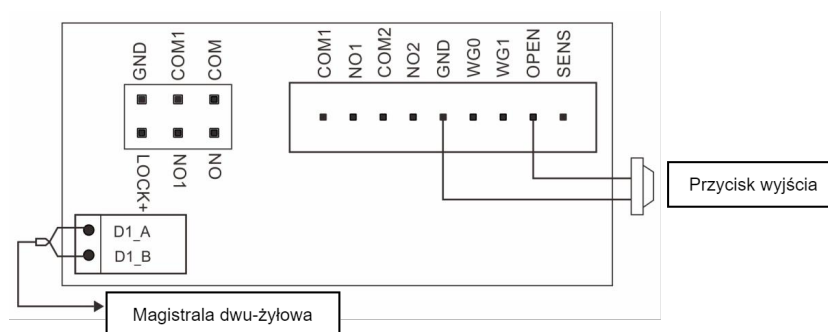 GND COM1 COM
LOCK+ NO1 NO
COM1 NO1 COM2 NO2 GND WG0 WG1 OPEN SENS
Przycisk wyjścia
D1_A
D1_B
Magistrala dwu-żyłowa